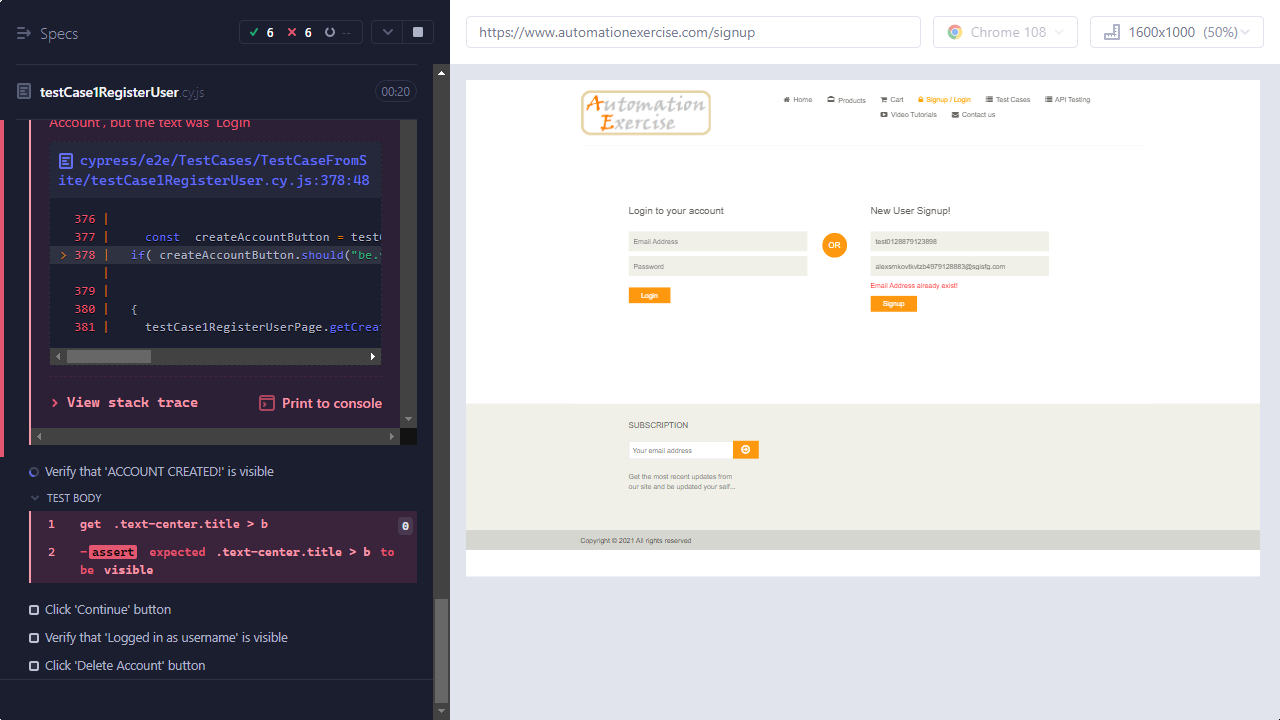 Specs
6 6 --
testCase1RegisterUser.cy.js 00:20
Account', but the text was 'Login'
cypress/e2e/TestCases/TestCaseFromS
ite/testCase1RegisterUser.cy.js:378:48
376 |
377 | const createAccountButton = test
> 378 | if( createAccountButton.should("be.
|
379 |
380 | {
381 | testCase1RegisterUserPage.getCrea
> View stack trace
Print to console
Verify that 'ACCOUNT CREATED!' is visible
TEST BODY
1 get .text-center.title > b 0
2 -assert expected .text-center.title > b to
be visible
Click 'Continue' button
Verify that 'Logged in as username' is visible
Click 'Delete Account' button
https://www.automationexercise.com/signup
Chrome 108
1600x1000 (50%)
Automation
Exercise
Home Products Cart Signup / Login Test Cases API Testing
Video Tutorials Contact us
Login to your account
Email Address
Password
Login
OR
New User Signup!
test0128879123898
alexsmkovtkvtzb4979128883@sgisfg.com
Email Address already exist!
Signup
SUBSCRIPTION
Your email address
Get the most recent updates from
our site and be updated your self...
Copyright © 2021 All rights reserved